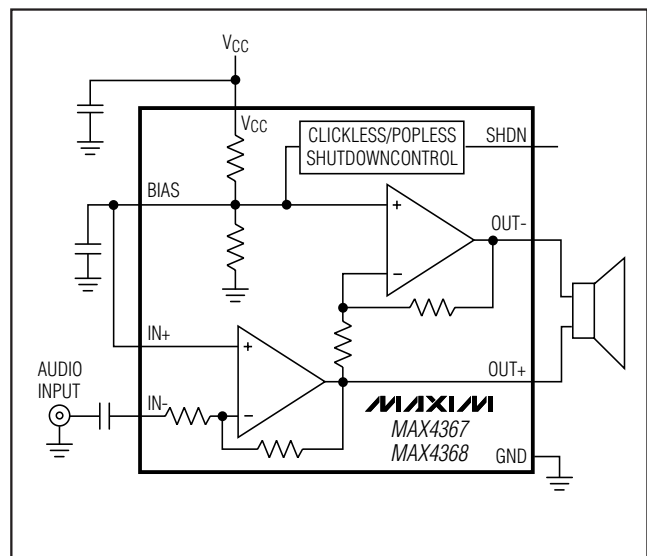 VCC
VCC
CLICKLESS/POPLESS
SHUTDOWNCONTROL
SHDN
BIAS
+
−
OUT-
IN+
+
AUDIO
INPUT
IN-
−
OUT+
MAXIM
MAX4367
MAX4368
GND